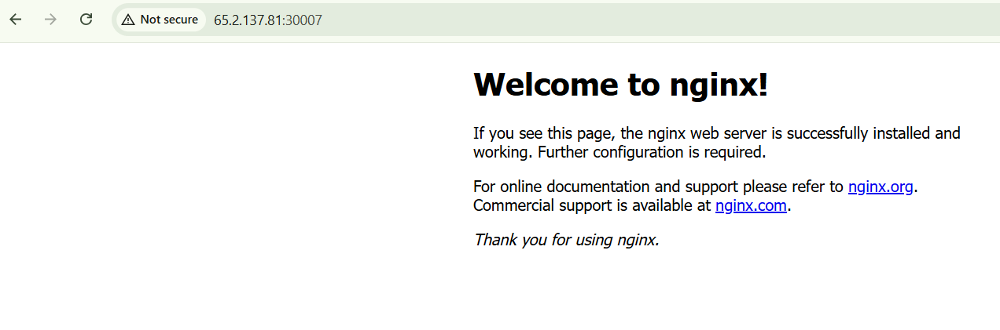 Not secure 65.2.137.81:30007
Welcome to nginx!
If you see this page, the nginx web server is successfully installed and
working. Further configuration is required.
For online documentation and support please refer to nginx.org.
Commercial support is available at nginx.com.
Thank you for using nginx.